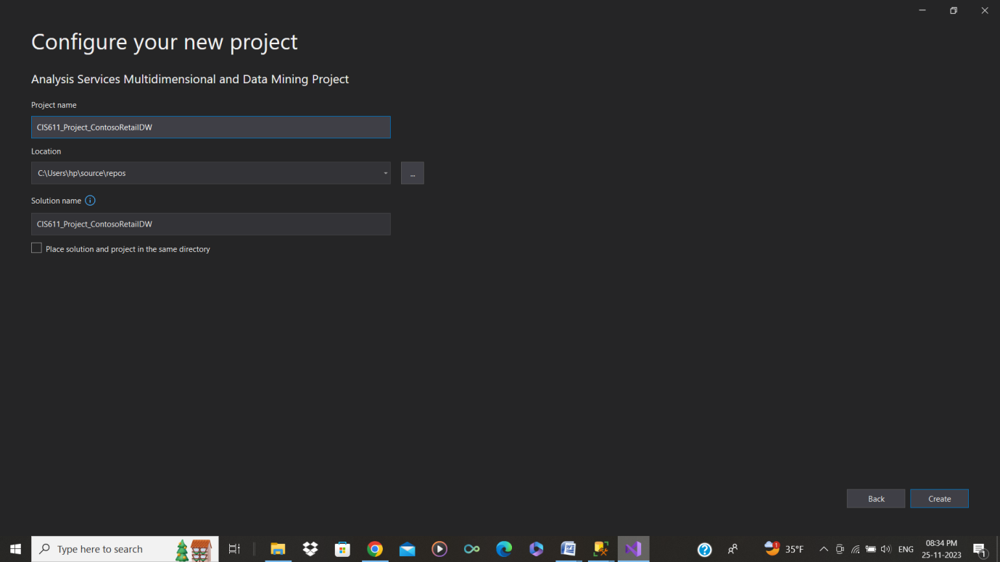 Configure your new project
Analysis Services Multidimensional and Data Mining Project
Project name
CIS611_Project_ContosoRetailDW
Location
C:\Users\hp\source\repos
...
Solution name
CIS611_Project_ContosoRetailDW
Place solution and project in the same directory
Back
Create
Type here to search
1
35°F
ENG
08:34 PM
25-11-2023
1